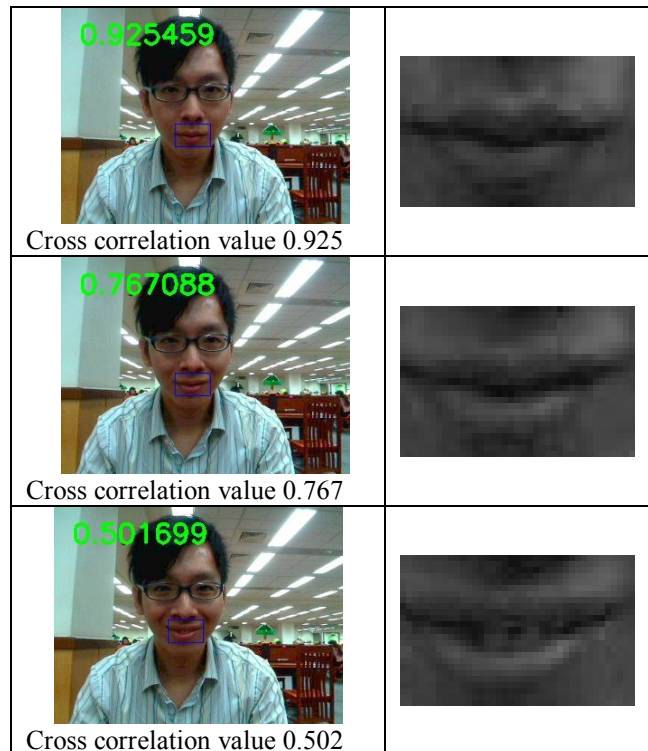 0.925459
Cross correlation value 0.925
0.767088
Cross correlation value 0.767
0.501699
Cross correlation value 0.502